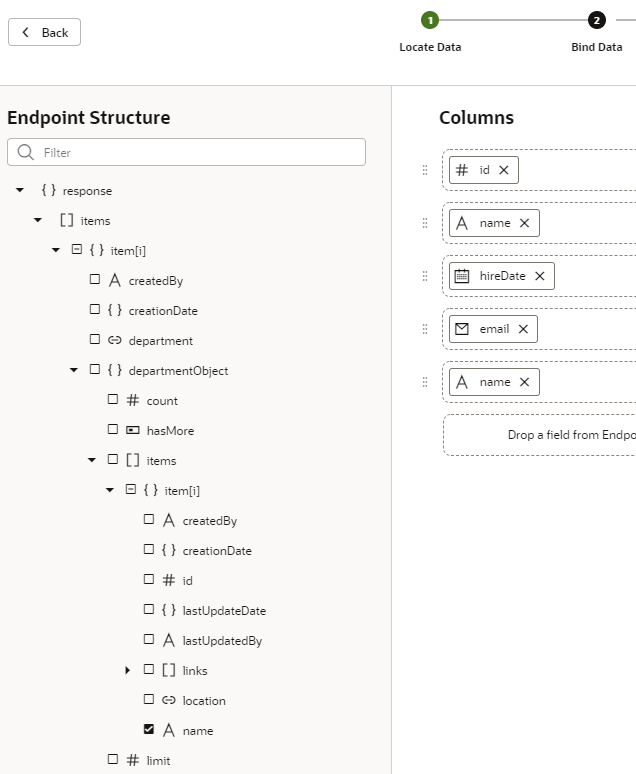 Back
1
2
Locate Data
Bind Data
Endpoint Structure
Filter
{ } response
[ ] items
{ } item[i]
A createdBy
{ } creationDate
department
{ } departmentObject
# count
hasMore
[ ] items
{ } item[i]
A createdBy
{ } creationDate
# id
{ } lastUpdateDate
A lastUpdatedBy
[ ] links
location
A name
# limit
Columns
# id
A name
hireDate
email
A name
Drop a field from Endpo